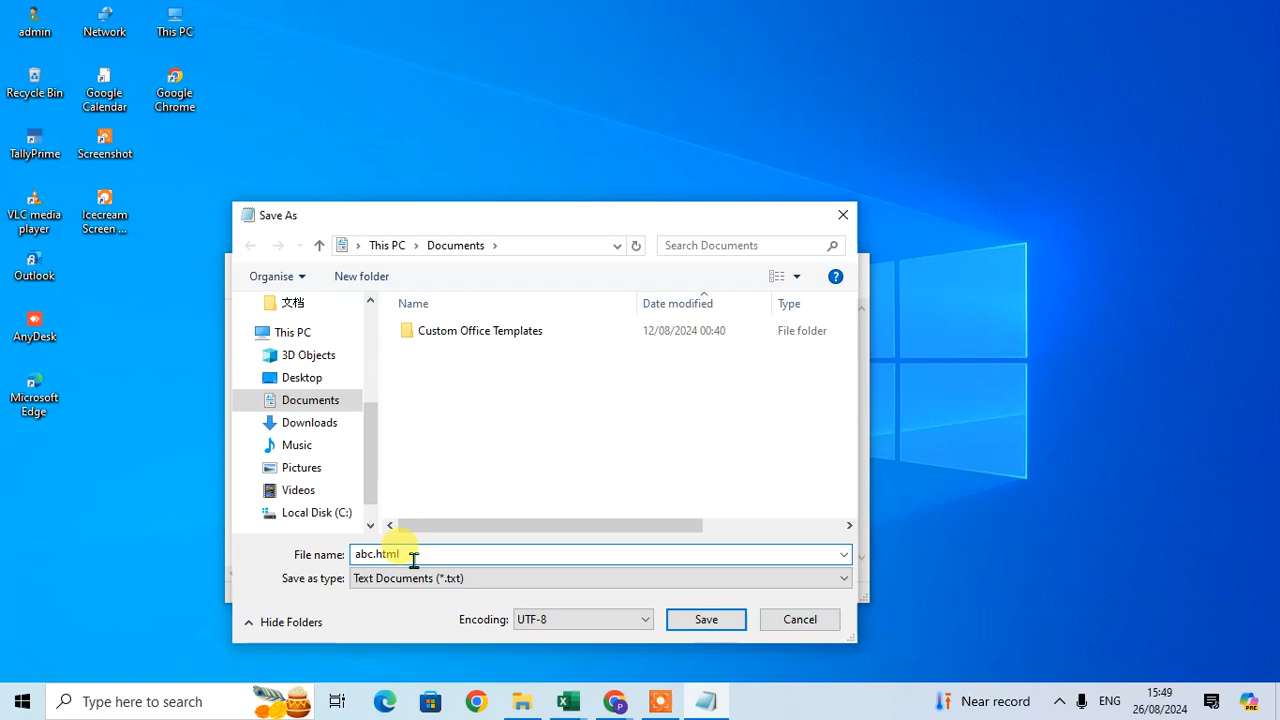 admin
Network
This PC
Recycle Bin
Google
Calendar
Google
Chrome
TallyPrime
Screenshot
VLC media
player
Icecream
Screen ...
Outlook
AnyDesk
Microsoft
Edge
Save As
This PC
Documents
Search Documents
Organise
New folder
?
文档
This PC
3D Objects
Desktop
Documents
Downloads
Music
Pictures
Videos
Local Disk (C:)
Name
Date modified
Type
Custom Office Templates
12/08/2024 00:40
File folder
File name:
abc.html
Save as type:
Text Documents (*.txt)
Hide Folders
Encoding:
UTF-8
Save
Cancel
Type here to search
Near record
ENG
15:49
26/08/2024
PRE